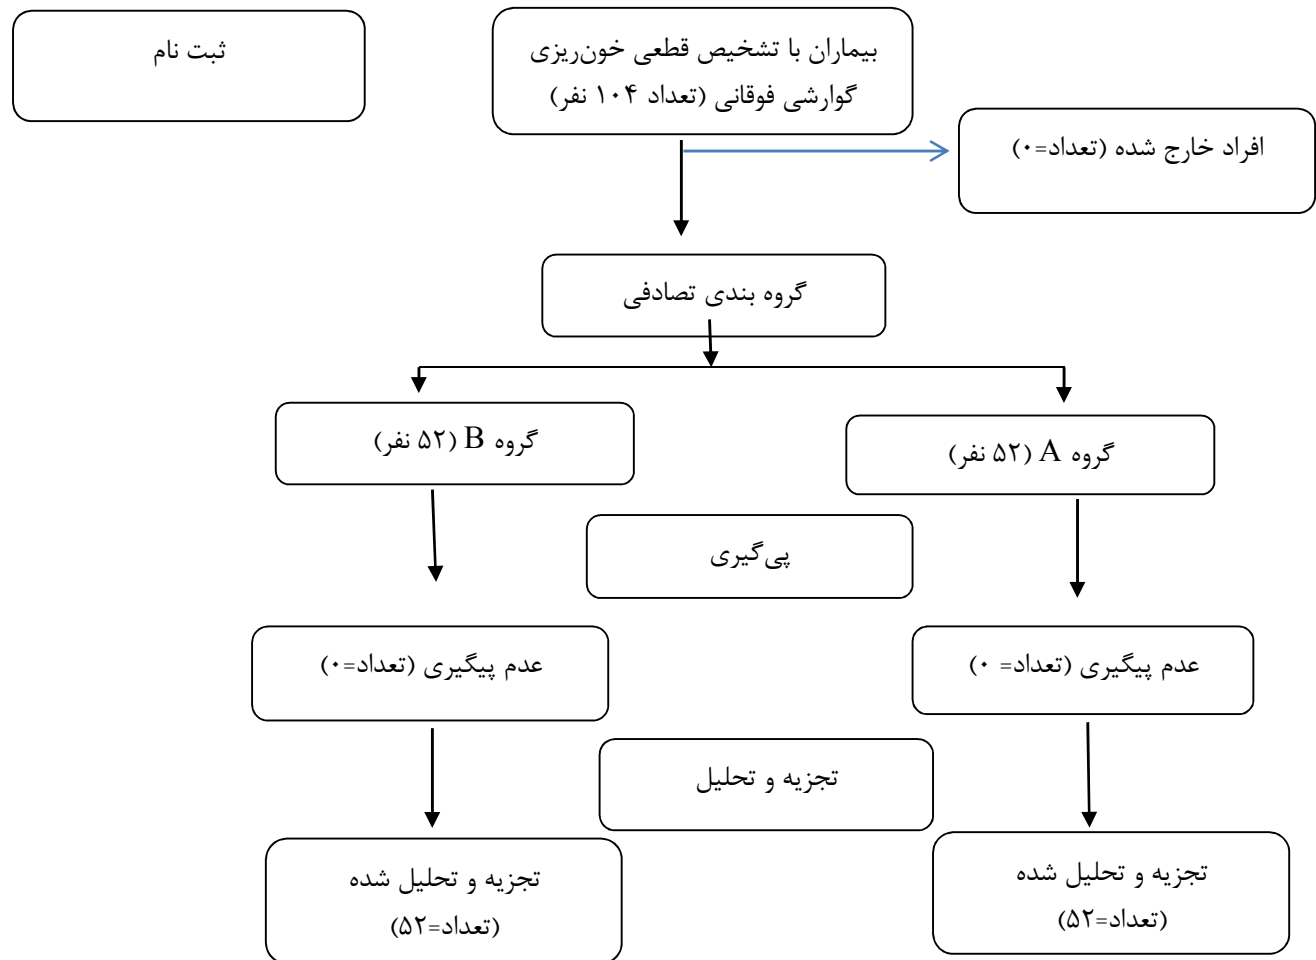 ثبت نام
بیماران با تشخیص قطعی خون‌ریزی
گوارشی فوقانی (تعداد ۱۰۴ نفر)
افراد خارج شده (تعداد=۰)
گروه بندی تصادفی
گروه A (۵۲ نفر)
گروه B (۵۲ نفر)
پی‌گیری
عدم پیگیری (تعداد= ۰)
عدم پیگیری (تعداد=۰)
تجزیه و تحلیل
تجزیه و تحلیل شده
(تعداد=۵۲)
تجزیه و تحلیل شده
(تعداد=۵۲)